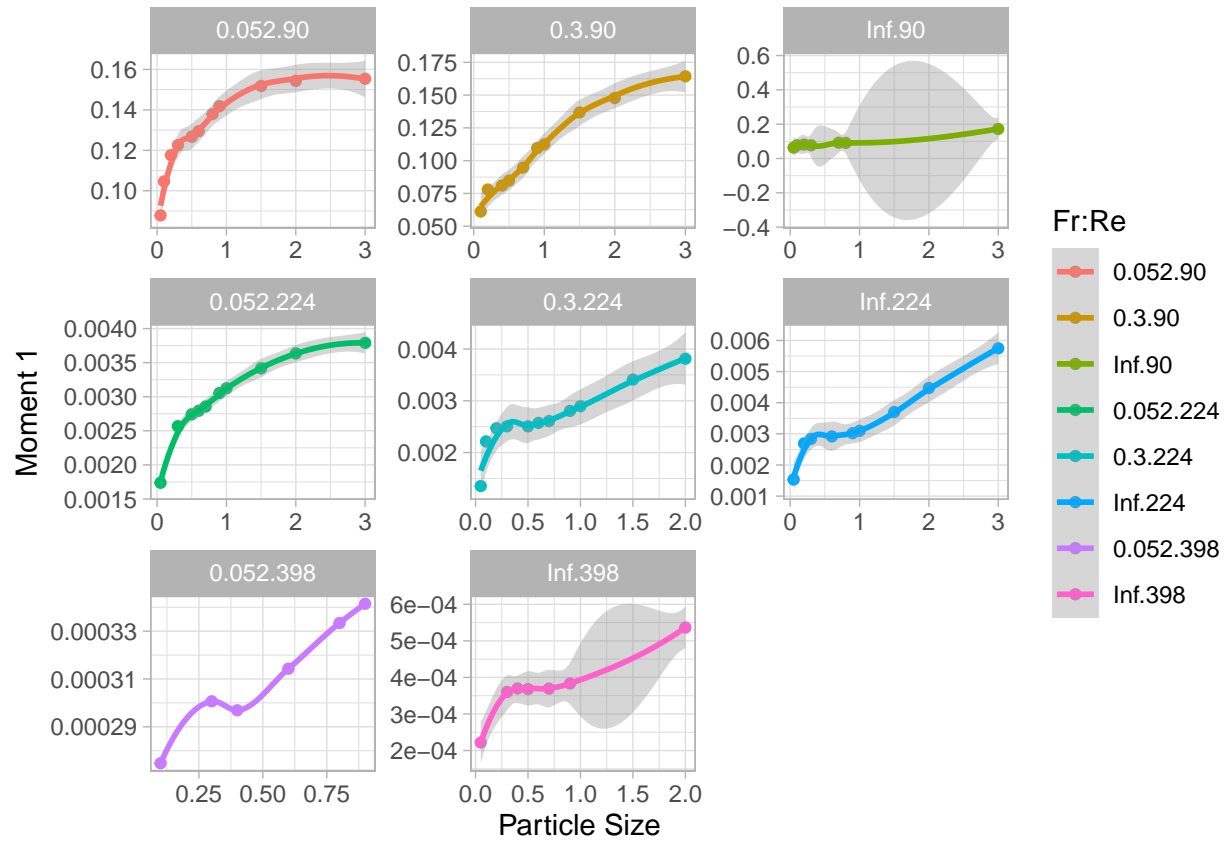 0.052.90
0.3.90
Inf.90
0.16
0.14
0.12
0.10
0 1 2 3
0.175
0.150
0.125
0.100
0.075
0.050
0 1 2 3
0.6
0.4
0.2
0.0
−0.2
−0.4
0 1 2 3
0.052.224
0.3.224
Inf.224
0.0040
0.0035
0.0030
0.0025
0.0020
0.0015
0 1 2 3
0.004
0.003
0.002
0.0 0.5 1.0 1.5 2.0
0.006
0.005
0.004
0.003
0.002
0.001
0 1 2 3
0.052.398
Inf.398
0.00033
0.00031
0.00029
0.25 0.50 0.75
6e−04
5e−04
4e−04
3e−04
2e−04
0.0 0.5 1.0 1.5 2.0
Moment 1
Particle Size
Fr:Re
0.052.90
0.3.90
Inf.90
0.052.224
0.3.224
Inf.224
0.052.398
Inf.398